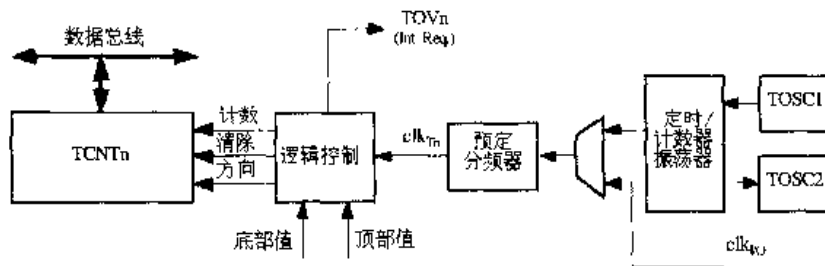 数据总线
TOVn
(Int Req.)
TCNTn
计数
清除
方向
逻辑控制
clkTn
预定
分频器
定时/
计数器
振荡器
TOSC1
TOSC2
底部值
顶部值
clkI/O